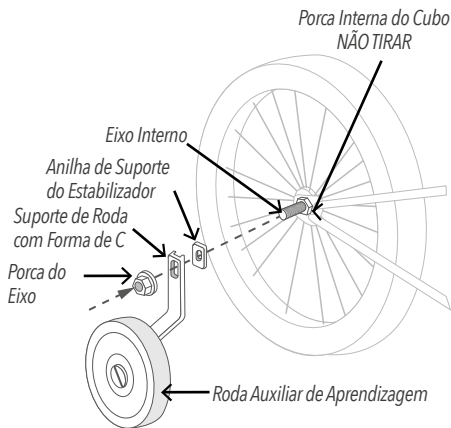 Porca Interna do Cubo
NÃO TIRAR
Eixo Interno
Anilha de Suporte
do Estabilizador
Suporte de Roda
com Forma de C
Porca do
Eixo
Roda Auxiliar de Aprendizagem